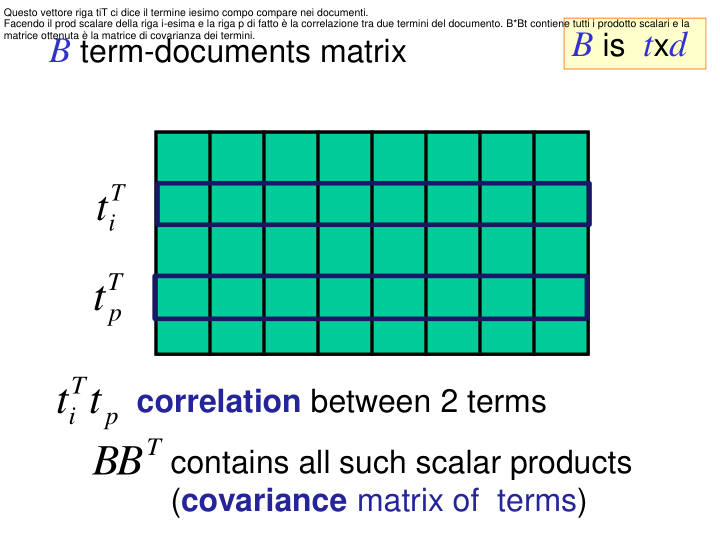 Questo vettore riga tiT ci dice il termine iesimo compo compare nei documenti.
Facendo il prod scalare della riga i-esima e la riga p di fatto è la correlazione tra due termini del documento. B*Bt contiene tutti i prodotto scalari e la
matrice ottenuta è la matrice di covarianza dei termini.
B term-documents matrix
B is txd
t_i^T
t_p^T
t_i^T t_p correlation between 2 terms
BB^T contains all such scalar products
(covariance matrix of terms)